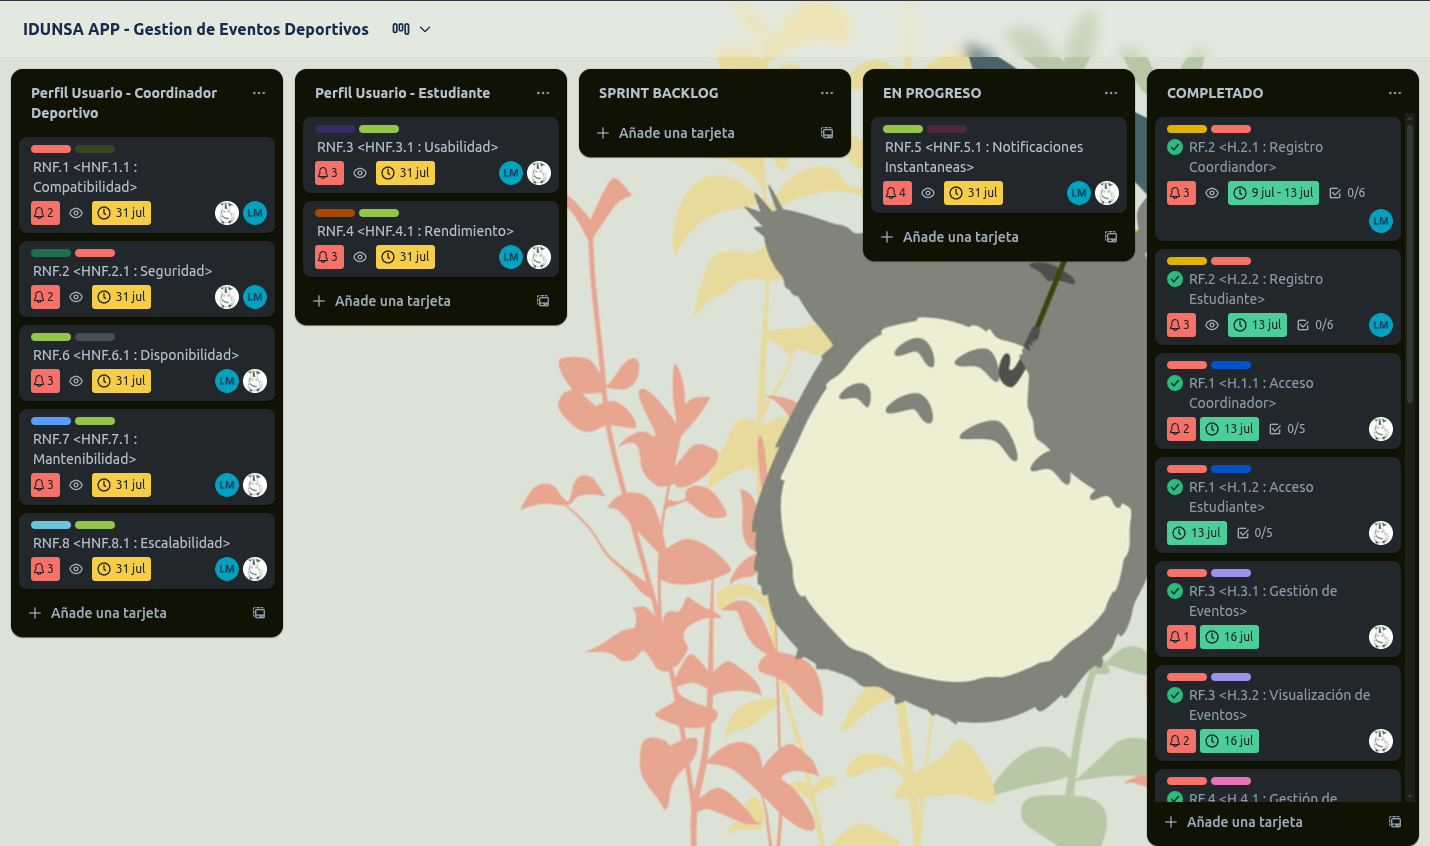 IDUNSA APP - Gestion de Eventos Deportivos
Perfil Usuario - Coordinador
Deportivo
RNF.1 <HNF.1.1 :
Compatibilidad>
2 31 jul LM
RNF.2 <HNF.2.1 : Seguridad>
2 31 jul LM
RNF.6 <HNF.6.1 : Disponibilidad>
3 31 jul LM
RNF.7 <HNF.7.1 :
Mantenibilidad>
3 31 jul LM
RNF.8 <HNF.8.1 : Escalabilidad>
3 31 jul LM
Añade una tarjeta
Perfil Usuario - Estudiante
RNF.3 <HNF.3.1 : Usabilidad>
3 31 jul LM
RNF.4 <HNF.4.1 : Rendimiento>
3 31 jul LM
Añade una tarjeta
SPRINT BACKLOG
Añade una tarjeta
EN PROGRESO
RNF.5 <HNF.5.1 : Notificaciones
Instantaneas>
4 31 jul LM
Añade una tarjeta
COMPLETADO
RF.2 <H.2.1 : Registro
Coordiandor>
3 9 jul - 13 jul 0/6
LM
RF.2 <H.2.2 : Registro
Estudiante>
3 13 jul 0/6 LM
RF.1 <H.1.1 : Acceso
Coordinador>
2 13 jul 0/5
RF.1 <H.1.2 : Acceso
Estudiante>
13 jul 0/5
RF.3 <H.3.1 : Gestión de
Eventos>
1 16 jul
RF.3 <H.3.2 : Visualización de
Eventos>
2 16 jul
RF.4 <H.4.1 : Gestión de
Añade una tarjeta